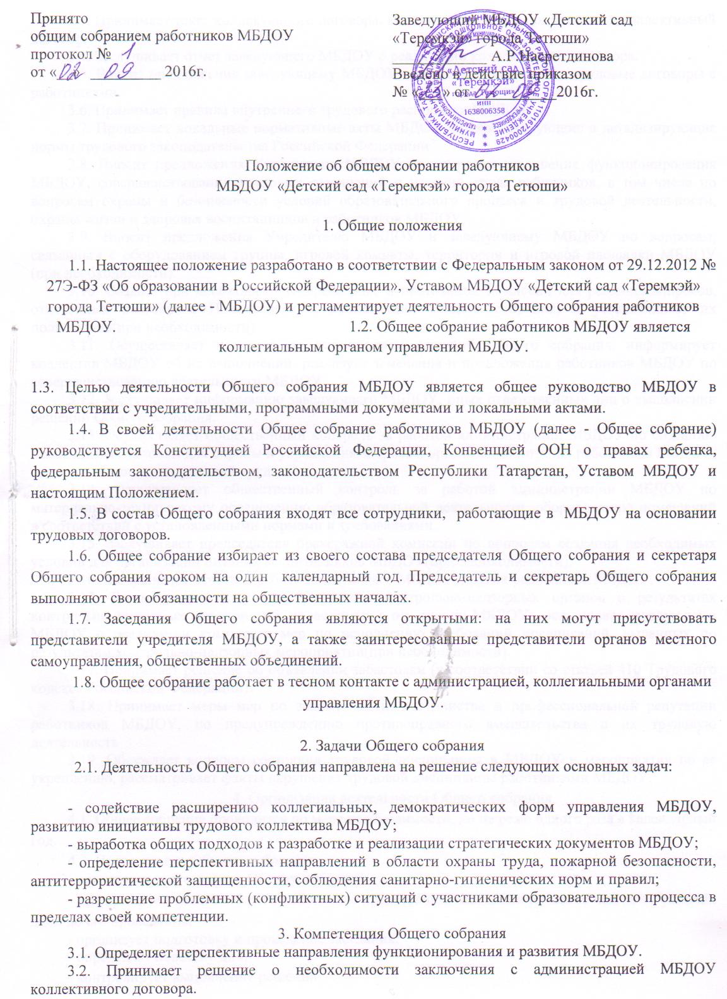 Принято
общим собранием работников МБДОУ
протокол № 1
от «02» 09 2016г.
Заведующий МБДОУ «Детский сад
«Теремкэй» города Тетюши»
А.Р.Насретдинова
Введено в действие приказом
№ « » от 2016г.
«Детский сад
«Теремкэй»
города Тетюши»
ИНН
1638006358
Положение об общем собрании работников
МБДОУ «Детский сад «Теремкэй» города Тетюши»
1. Общие положения
1.1. Настоящее положение разработано в соответствии с Федеральным законом от 29.12.2012 №
27Э-ФЗ «Об образовании в Российской Федерации», Уставом МБДОУ «Детский сад «Теремкэй»
города Тетюши» (далее - МБДОУ) и регламентирует деятельность Общего собрания работников
МБДОУ. 1.2. Общее собрание работников МБДОУ является
коллегиальным органом управления МБДОУ.
1.3. Целью деятельности Общего собрания МБДОУ является общее руководство МБДОУ в
соответствии с учредительными, программными документами и локальными актами.
1.4. В своей деятельности Общее собрание работников МБДОУ (далее - Общее собрание)
руководствуется Конституцией Российской Федерации, Конвенцией ООН о правах ребенка,
федеральным законодательством, законодательством Республики Татарстан, Уставом МБДОУ и
настоящим Положением.
1.5. В состав Общего собрания входят все сотрудники, работающие в МБДОУ на основании
трудовых договоров.
1.6. Общее собрание избирает из своего состава председателя Общего собрания и секретаря
Общего собрания сроком на один календарный год. Председатель и секретарь Общего собрания
выполняют свои обязанности на общественных началах.
1.7. Заседания Общего собрания являются открытыми: на них могут присутствовать
представители учредителя МБДОУ, а также заинтересованные представители органов местного
самоуправления, общественных объединений.
1.8. Общее собрание работает в тесном контакте с администрацией, коллегиальными органами
управления МБДОУ.
2. Задачи Общего собрания
2.1. Деятельность Общего собрания направлена на решение следующих основных задач:
- содействие расширению коллегиальных, демократических форм управления МБДОУ,
развитию инициативы трудового коллектива МБДОУ;
- выработка общих подходов к разработке и реализации стратегических документов МБДОУ;
- определение перспективных направлений в области охраны труда, пожарной безопасности,
антитеррористической защищенности, соблюдения санитарно-гигиенических норм и правил;
- разрешение проблемных (конфликтных) ситуаций с участниками образовательного процесса в
пределах своей компетенции.
3. Компетенция Общего собрания
3.1. Определяет перспективные направления функционирования и развития МБДОУ.
3.2. Принимает решение о необходимости заключения с администрацией МБДОУ
коллективного договора.